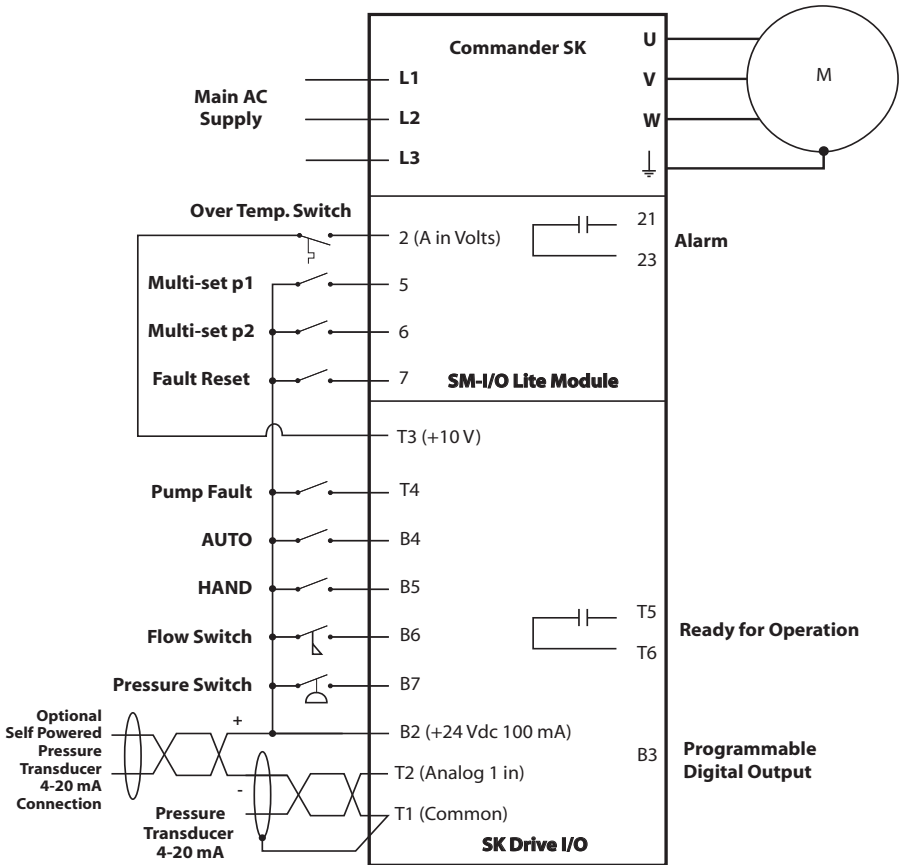 Commander SK
Main AC
Supply
L1
L2
L3
U
V
W
M
Over Temp. Switch
2 (A in Volts)
21
23
Alarm
Multi-set p1
5
Multi-set p2
6
Fault Reset
7
SM-I/O Lite Module
T3 (+10 V)
Pump Fault
T4
AUTO
B4
HAND
B5
Flow Switch
B6
T5
T6
Ready for Operation
Pressure Switch
B7
Optional
Self Powered
Pressure
Transducer
4-20 mA
Connection
+
-
B2 (+24 Vdc 100 mA)
B3
Programmable
Digital Output
T2 (Analog 1 in)
T1 (Common)
Pressure
Transducer
4-20 mA
SK Drive I/O